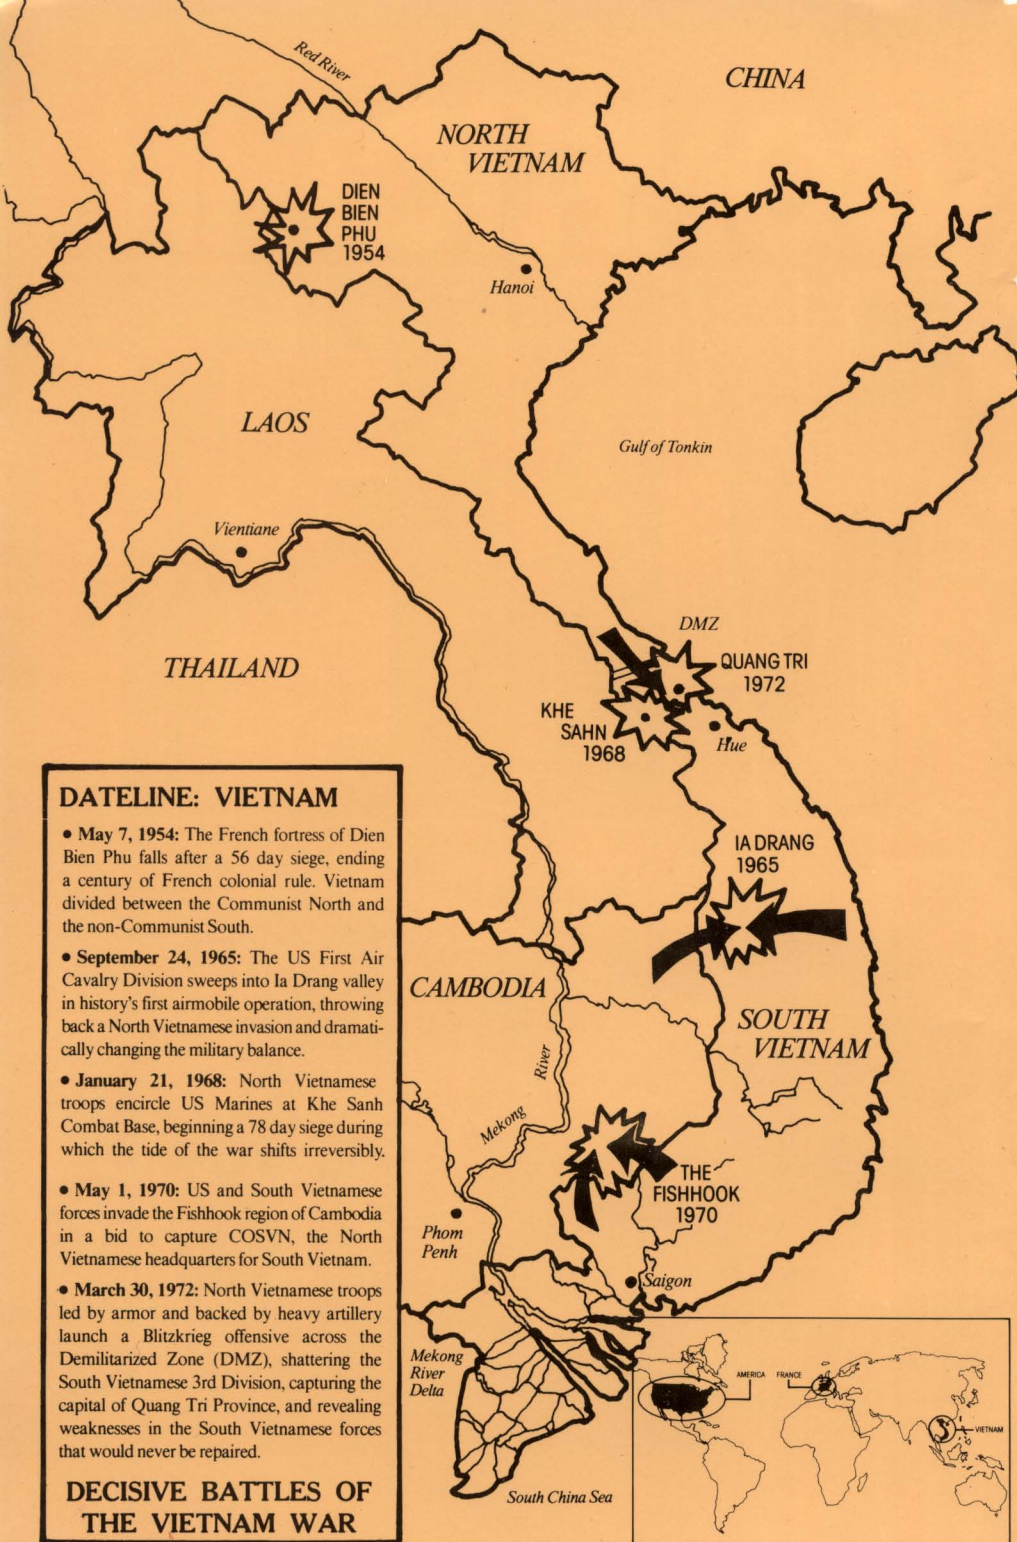 Red River
CHINA
NORTH
VIETNAM
DIEN
BIEN
PHU
1954
Hanoi
LAOS
Gulf of Tonkin
Vientiane
THAILAND
DMZ
QUANG TRI
1972
KHE
SAHN
1968
Hue
IA DRANG
1965
CAMBODIA
SOUTH
VIETNAM
River
Mekong
THE
FISHHOOK
1970
Phom
Penh
Saigon
Mekong
River
Delta
South China Sea
AMERICA
FRANCE
VIETNAM
DATELINE: VIETNAM
• May 7, 1954: The French fortress of Dien
Bien Phu falls after a 56 day siege, ending
a century of French colonial rule. Vietnam
divided between the Communist North and
the non-Communist South.
• September 24, 1965: The US First Air
Cavalry Division sweeps into Ia Drang valley
in history's first airmobile operation, throwing
back a North Vietnamese invasion and dramati-
cally changing the military balance.
• January 21, 1968: North Vietnamese
troops encircle US Marines at Khe Sanh
Combat Base, beginning a 78 day siege during
which the tide of the war shifts irreversibly.
• May 1, 1970: US and South Vietnamese
forces invade the Fishhook region of Cambodia
in a bid to capture COSVN, the North
Vietnamese headquarters for South Vietnam.
• March 30, 1972: North Vietnamese troops
led by armor and backed by heavy artillery
launch a Blitzkrieg offensive across the
Demilitarized Zone (DMZ), shattering the
South Vietnamese 3rd Division, capturing the
capital of Quang Tri Province, and revealing
weaknesses in the South Vietnamese forces
that would never be repaired.
DECISIVE BATTLES OF
THE VIETNAM WAR